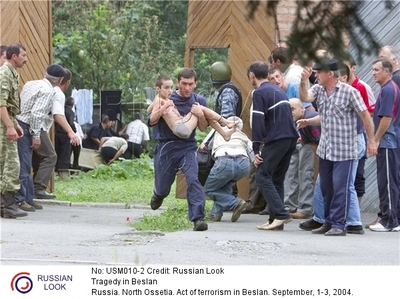 No: USM010-2 Credit: Russian Look
Tragedy in Beslan
Russia. North Ossetia. Act of terrorism in Beslan. September, 1-3, 2004.
RUSSIAN
LOOK